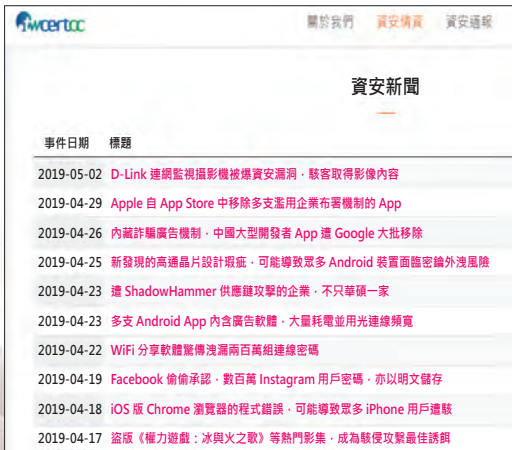 twcertcc
關於我們 資安情資 資安通報
資安新聞
事件日期 標題
2019-05-02 D-Link 連網監視攝影機被爆資安漏洞，駭客取得影像內容
2019-04-29 Apple 自 App Store 中移除多支濫用企業布署機制的 App
2019-04-26 內藏詐騙廣告機制，中國大型開發者 App 遭 Google 大批移除
2019-04-25 新發現的高通晶片設計瑕疵，可能導致眾多 Android 裝置面臨密鑰外洩風險
2019-04-23 遭 ShadowHammer 供應鏈攻擊的企業，不只華碩一家
2019-04-23 多支 Android App 內含廣告軟體，大量耗電並用光連線頻寬
2019-04-22 WiFi 分享軟體驚傳洩漏兩百萬組連線密碼
2019-04-19 Facebook 偷偷承認，數百萬 Instagram 用戶密碼，亦以明文儲存
2019-04-18 iOS 版 Chrome 瀏覽器的程式錯誤，可能導致眾多 iPhone 用戶遭駭
2019-04-17 盜版《權力遊戲：冰與火之歌》等熱門影集，成為駭侵攻擊最佳誘餌